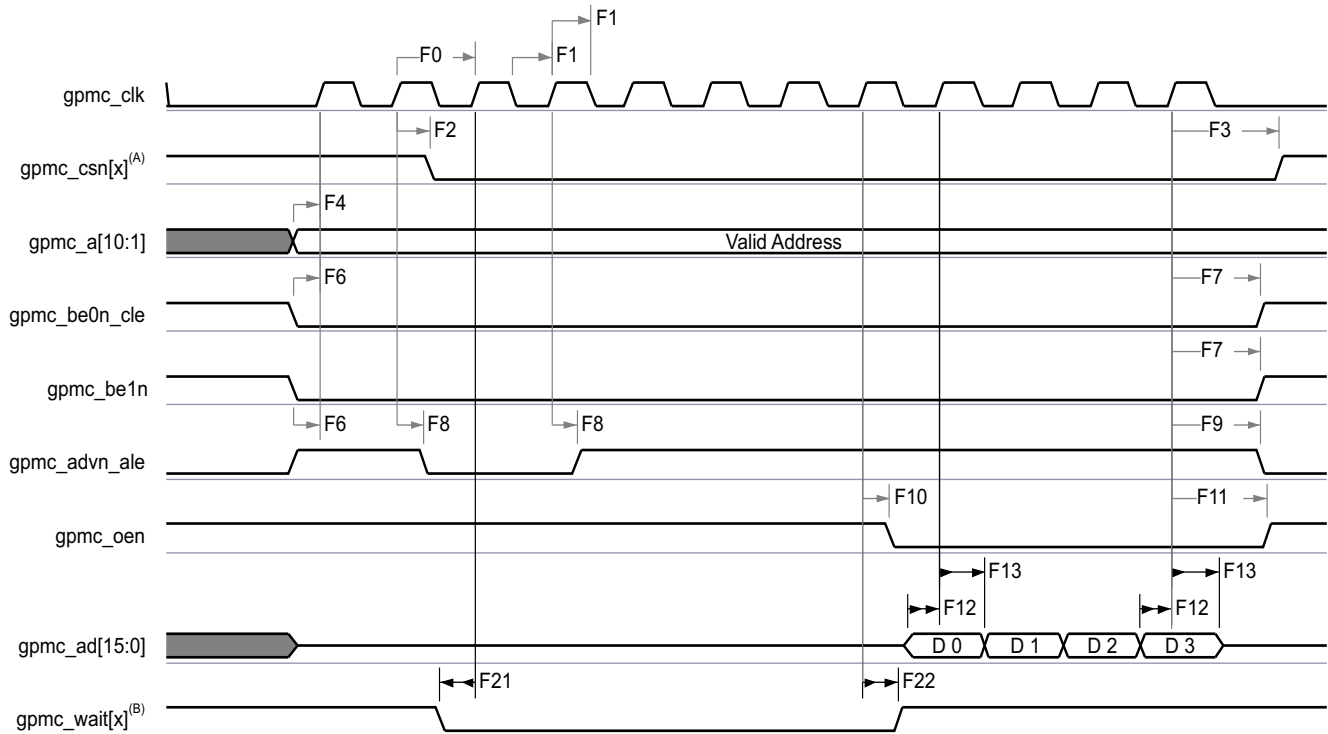 F1
F0 F1
gpmc_clk
F2 F3
gpmc_csn[x](A)
F4
gpmc_a[10:1] Valid Address
F6 F7
gpmc_be0n_cle
F7
gpmc_be1n
F6 F8 F8 F9
gpmc_advn_ale
F10 F11
gpmc_oen
F13 F13
F12 F12
gpmc_ad[15:0] D 0 D 1 D 2 D 3
F21 F22
gpmc_wait[x](B)